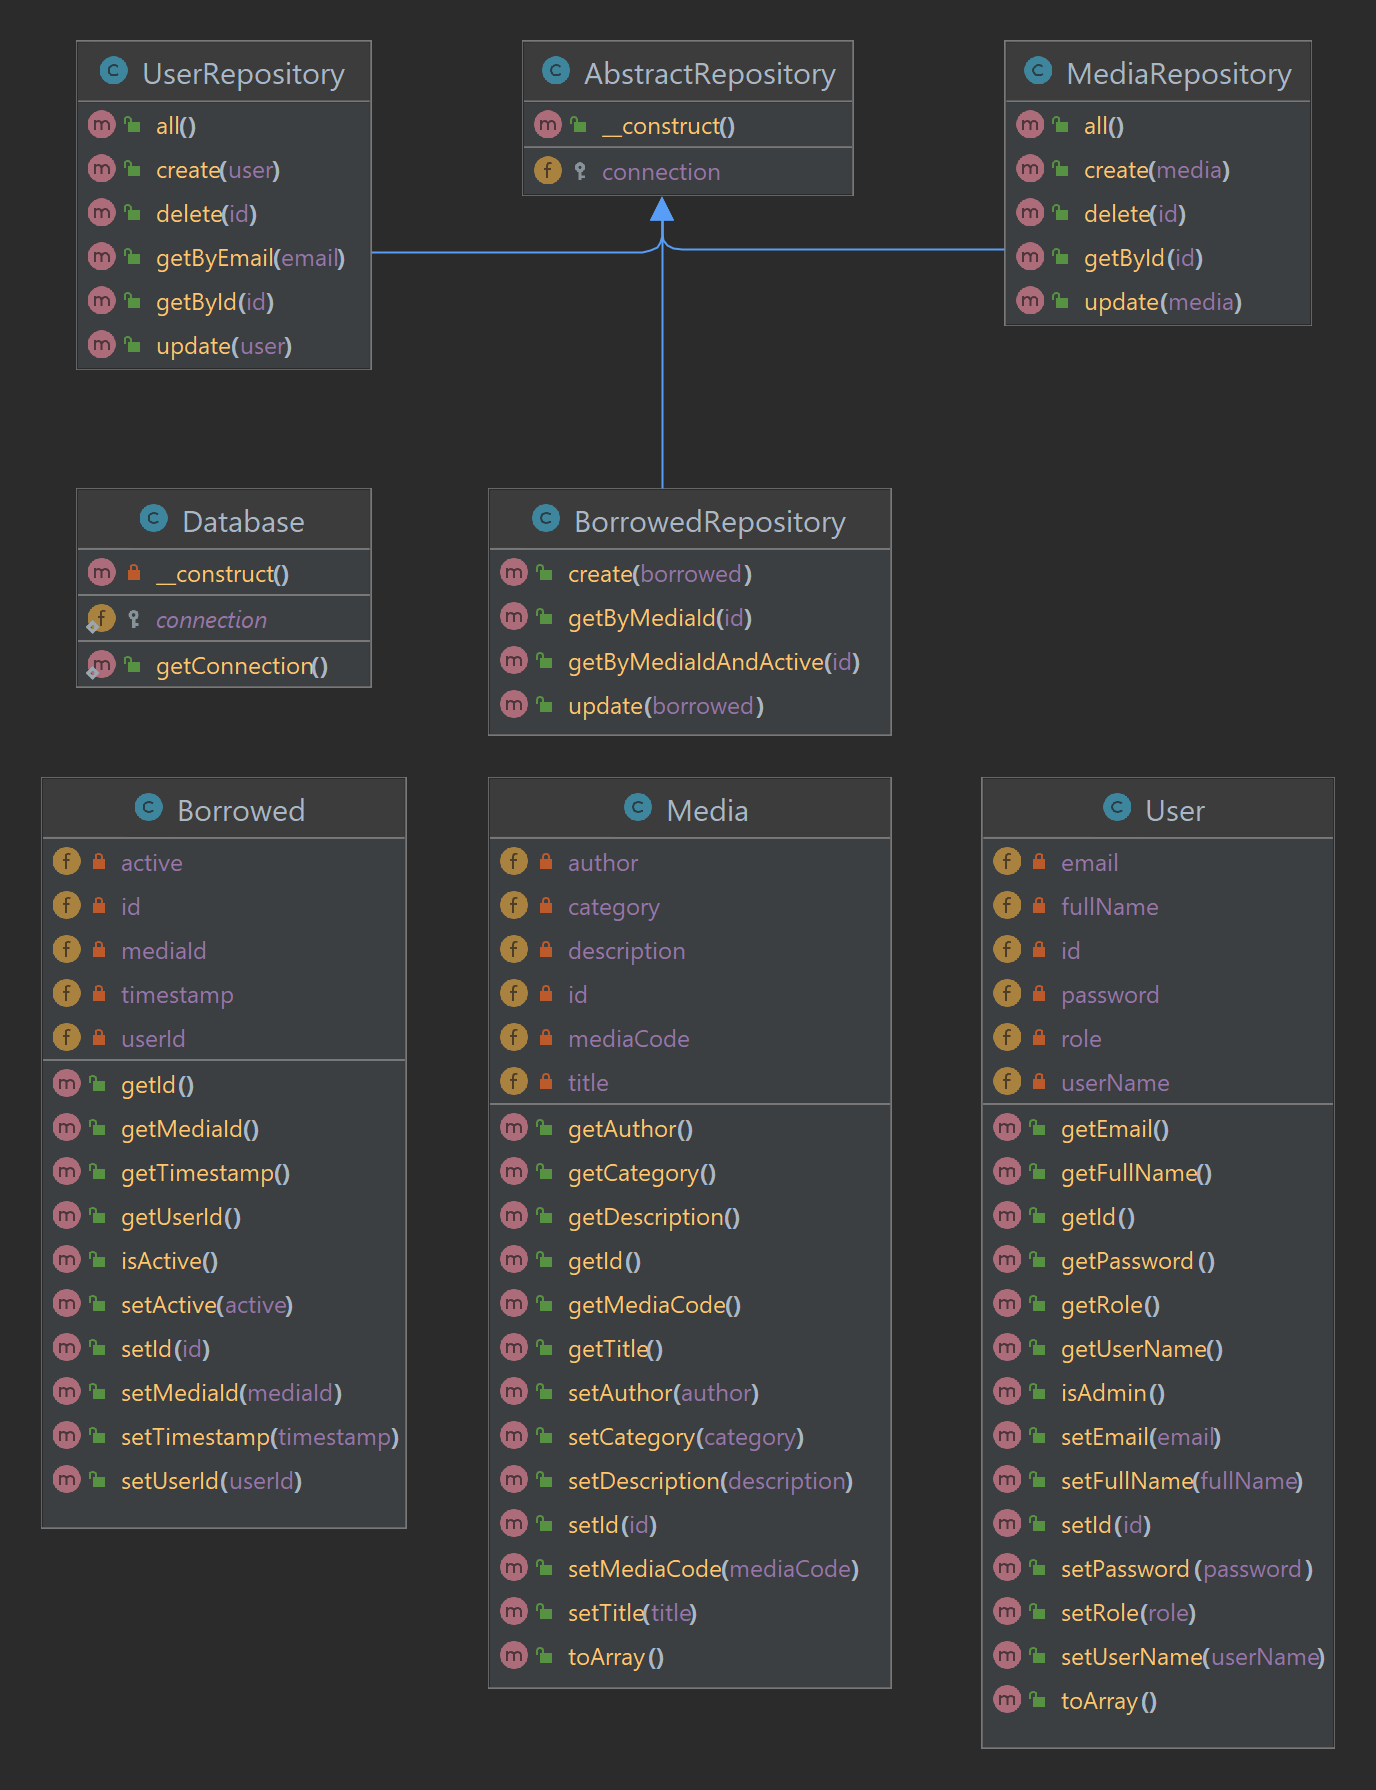 UserRepository
all()
create(user)
delete(id)
getByEmail(email)
getById(id)
update(user)
AbstractRepository
__construct()
connection
MediaRepository
all()
create(media)
delete(id)
getById(id)
update(media)
Database
__construct()
connection
getConnection()
BorrowedRepository
create(borrowed)
getByMediaId(id)
getByMediaIdAndActive(id)
update(borrowed)
Borrowed
active
id
mediaId
timestamp
userId
getId()
getMediaId()
getTimestamp()
getUserId()
isActive()
setActive(active)
setId(id)
setMediaId(mediaId)
setTimestamp(timestamp)
setUserId(userId)
Media
author
category
description
id
mediaCode
title
getAuthor()
getCategory()
getDescription()
getId()
getMediaCode()
getTitle()
setAuthor(author)
setCategory(category)
setDescription(description)
setId(id)
setMediaCode(mediaCode)
setTitle(title)
toArray()
User
email
fullName
id
password
role
userName
getEmail()
getFullName()
getId()
getPassword()
getRole()
getUserName()
isAdmin()
setEmail(email)
setFullName(fullName)
setId(id)
setPassword(password)
setRole(role)
setUserName(userName)
toArray()